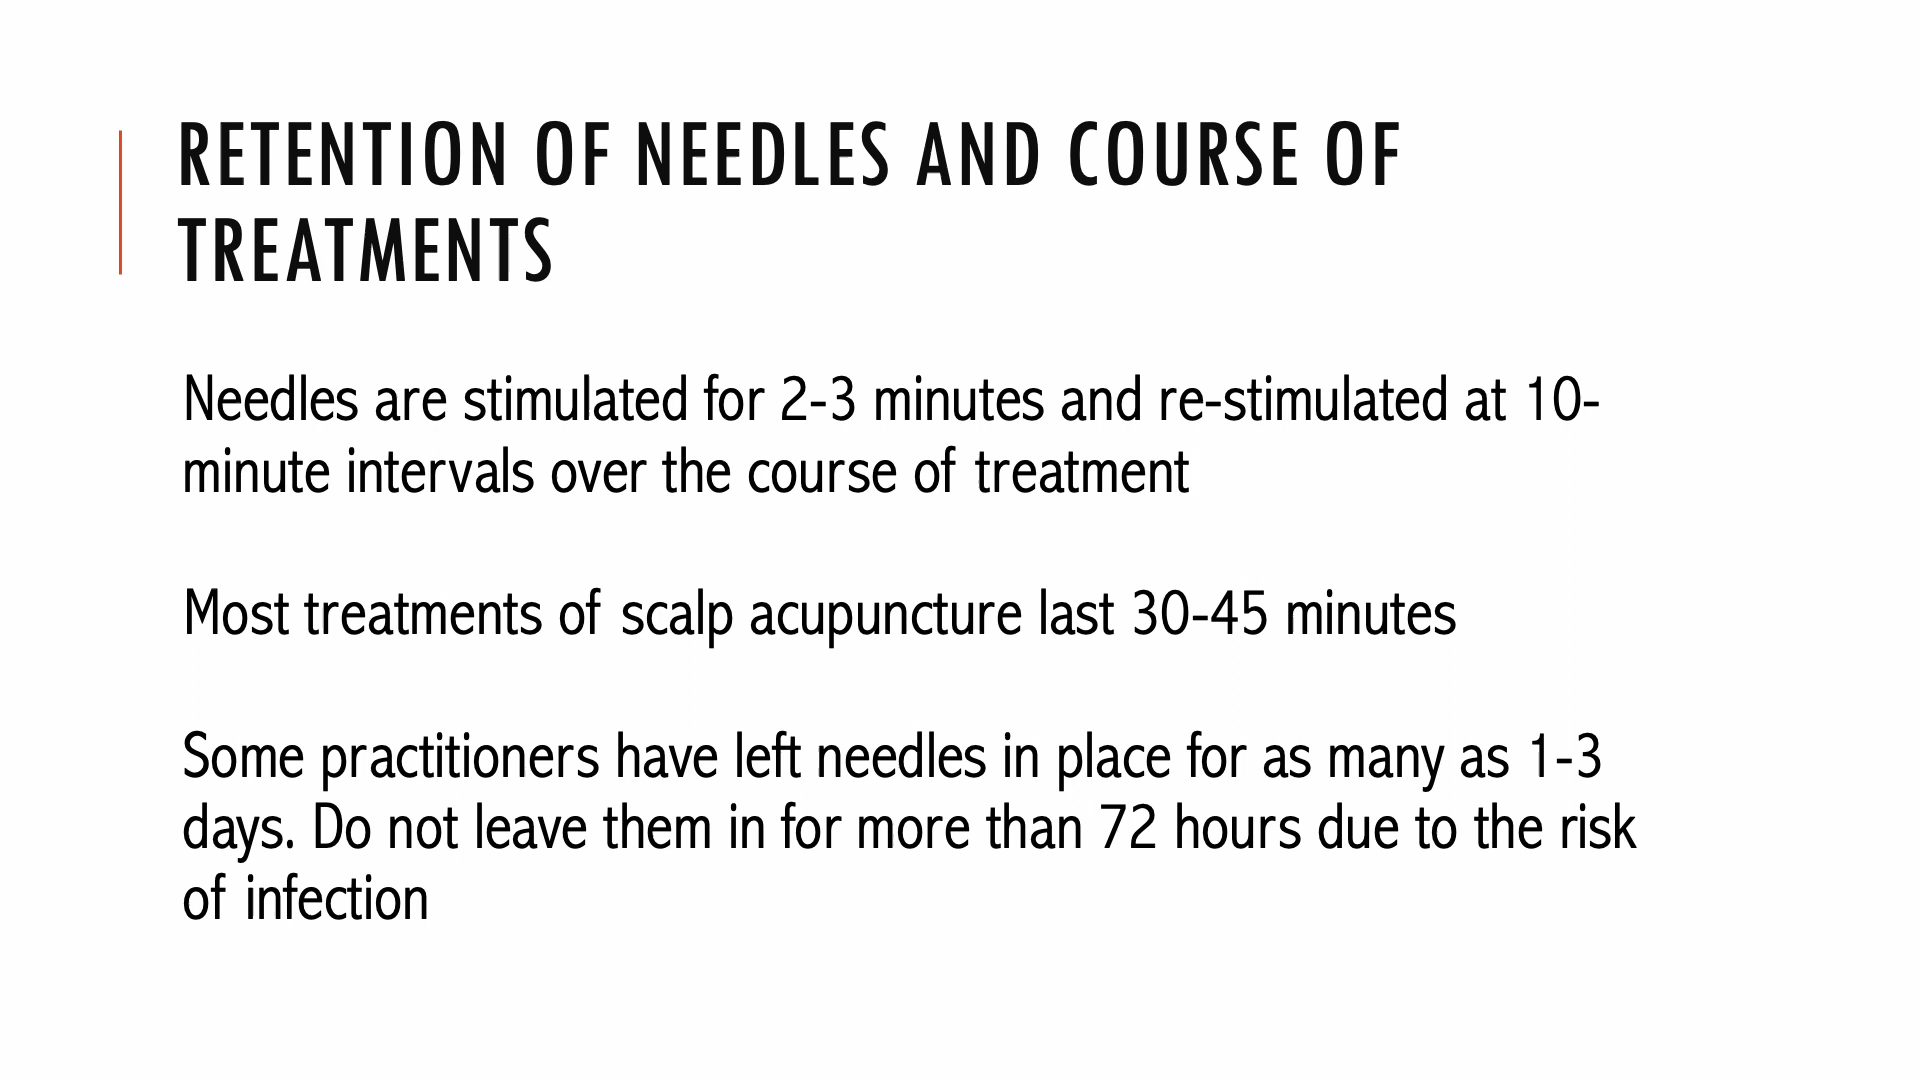 RETENTION OF NEEDLES AND COURSE OF
TREATMENTS
Needles are stimulated for 2-3 minutes and re-stimulated at 10-
minute intervals over the course of treatment
Most treatments of scalp acupuncture last 30-45 minutes
Some practitioners have left needles in place for as many as 1-3
days. Do not leave them in for more than 72 hours due to the risk
of infection